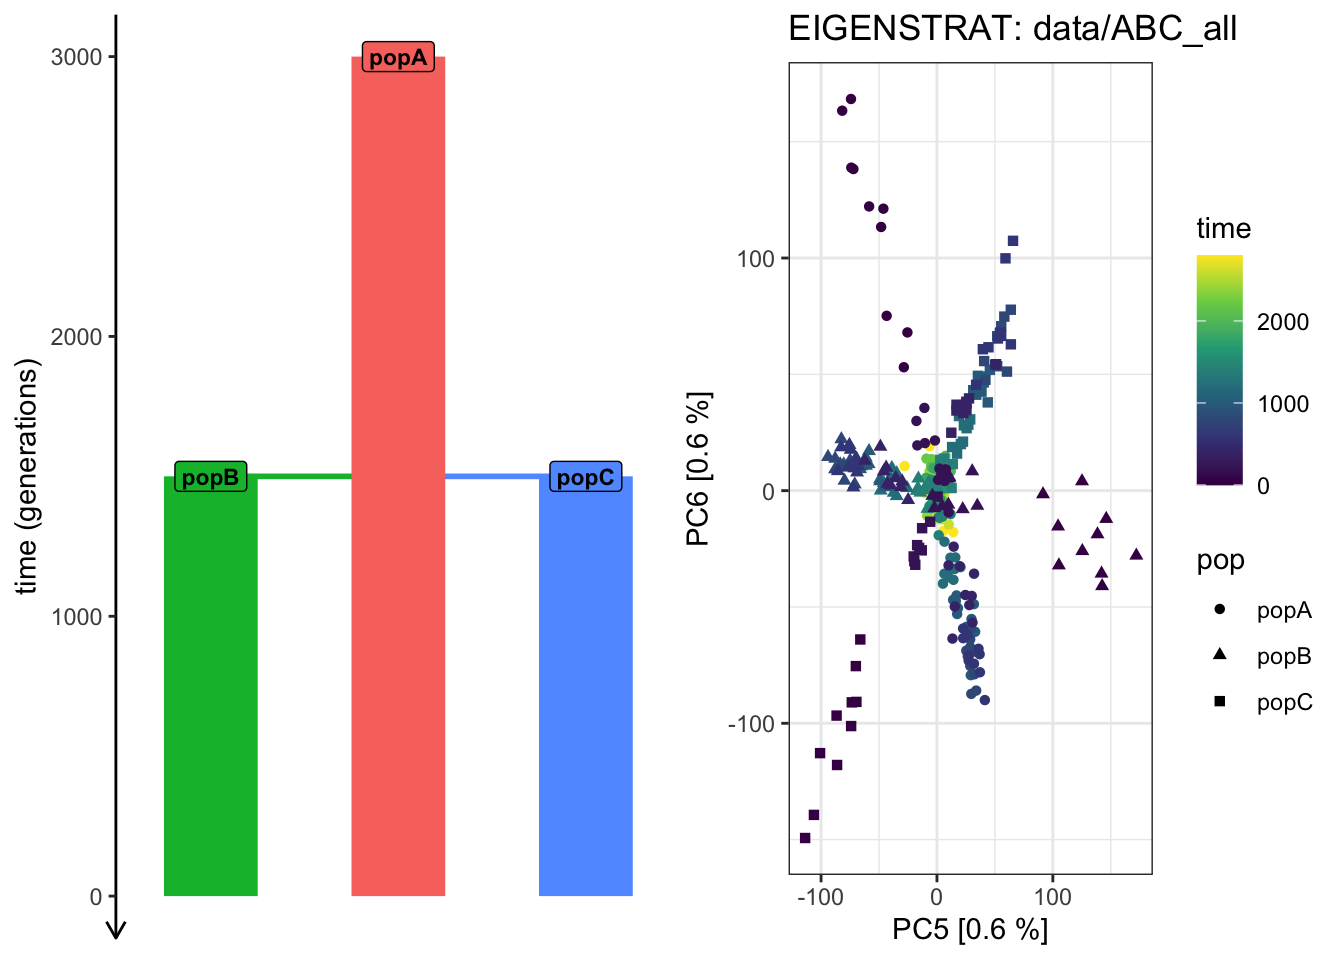 time (generations)
3000
2000
1000
0
popA
popB
popC
EIGENSTRAT: data/ABC_all
PC6 [0.6 %]
100
0
-100
-100
0
100
PC5 [0.6 %]
time
2000
1000
0
pop
popA
popB
popC